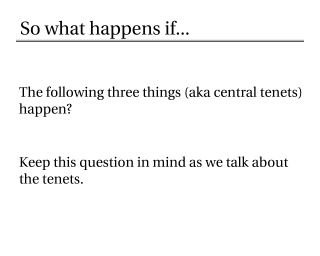 So what happens if...
The following three things (aka central tenets)
happen?
Keep this question in mind as we talk about
the tenets.